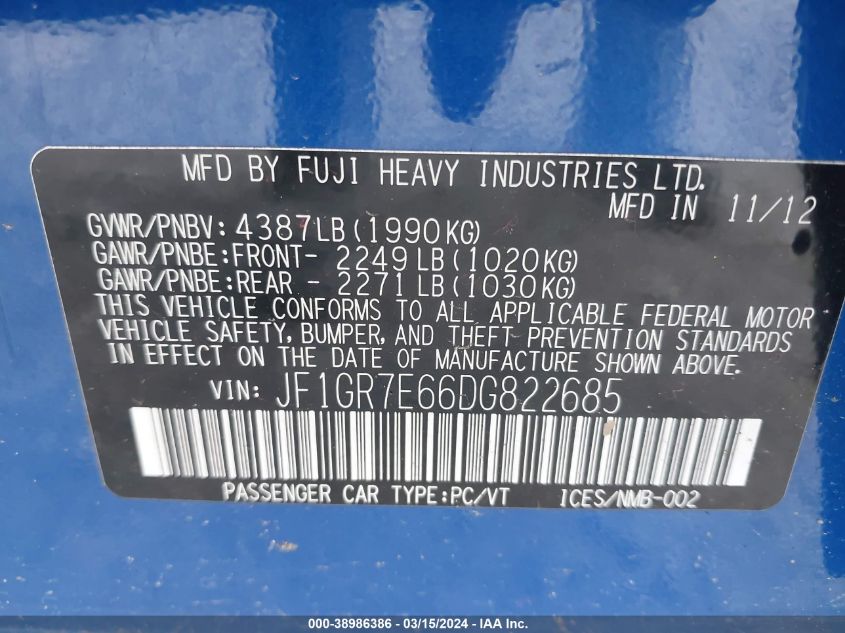 MFD BY FUJI HEAVY INDUSTRIES LTD.
MFD IN 11/12
GVWR/PNBV: 4387LB(1990KG)
GAWR/PNBE:FRONT- 2249LB(1020KG)
GAWR/PNBE:REAR - 2271LB(1030KG)
THIS VEHICLE CONFORMS TO ALL APPLICABLE FEDERAL MOTOR
VEHICLE SAFETY, BUMPER, AND THEFT PREVENTION STANDARDS
IN EFFECT ON THE DATE OF MANUFACTURE SHOWN ABOVE.
VIN: JF1GR7E66DG822685
PASSENGER CAR TYPE:PC/VT ICES/NMB-002
000-38986386 - 03/15/2024 - IAA Inc.